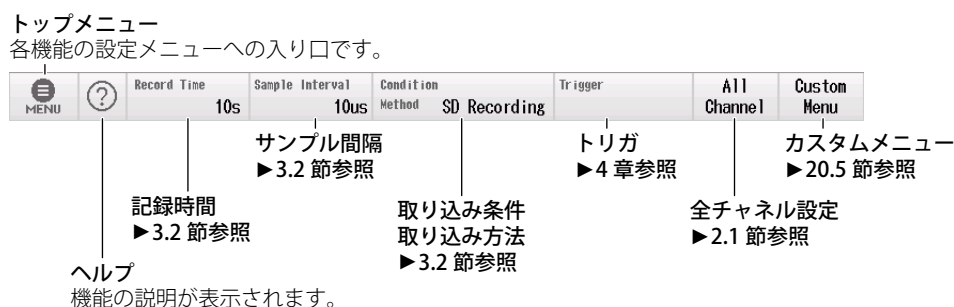 トップメニュー
各機能の設定メニューへの入り口です。
MENU
?
Record Time
10s
Sample Interval
10us
Condition
Method SD Recording
Trigger
All
Channel
Custom
Menu
サンプル間隔
▶3.2 節参照
トリガ
▶4 章参照
カスタムメニュー
▶20.5 節参照
記録時間
▶3.2 節参照
取り込み条件
取り込み方法
▶3.2 節参照
全チャネル設定
▶2.1 節参照
ヘルプ
機能の説明が表示されます。